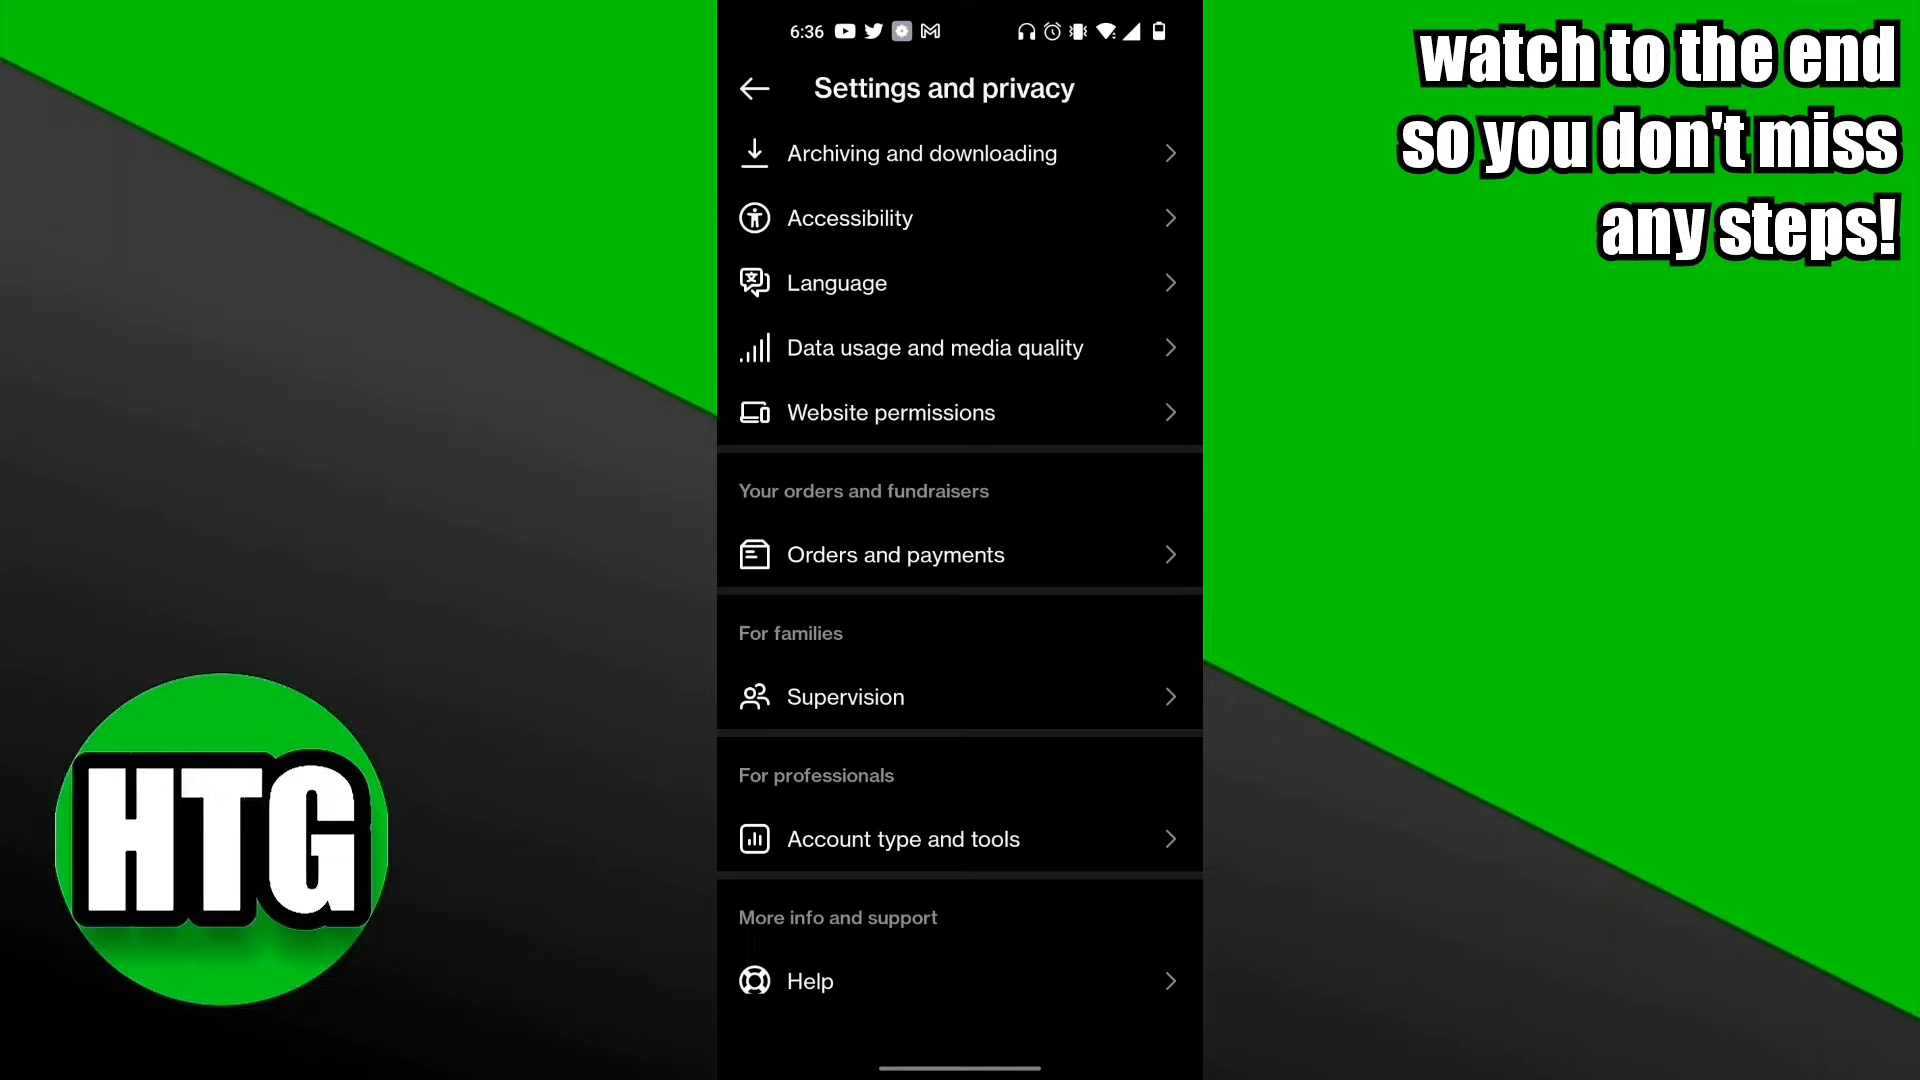 6:36
Settings and privacy
Archiving and downloading
Accessibility
Language
Data usage and media quality
Website permissions
Your orders and fundraisers
Orders and payments
For families
Supervision
For professionals
Account type and tools
More info and support
Help
watch to the end
so you don't miss
any steps!
HTG